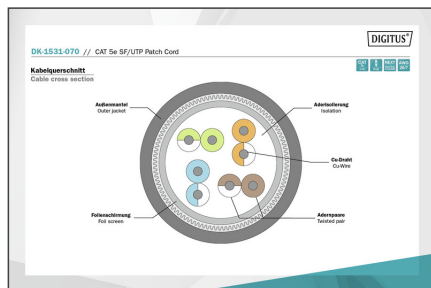 DIGITUS®
DK-1531-070 // CAT 5e SF/UTP Patch Cord
Kabelquerschnitt
Cable cross section
Außenmantel
Outer jacket
Aderisolierung
Isolation
Cu-Draht
Cu-Wire
Folienschirmung
Foil screen
Adernpaare
Twisted pair